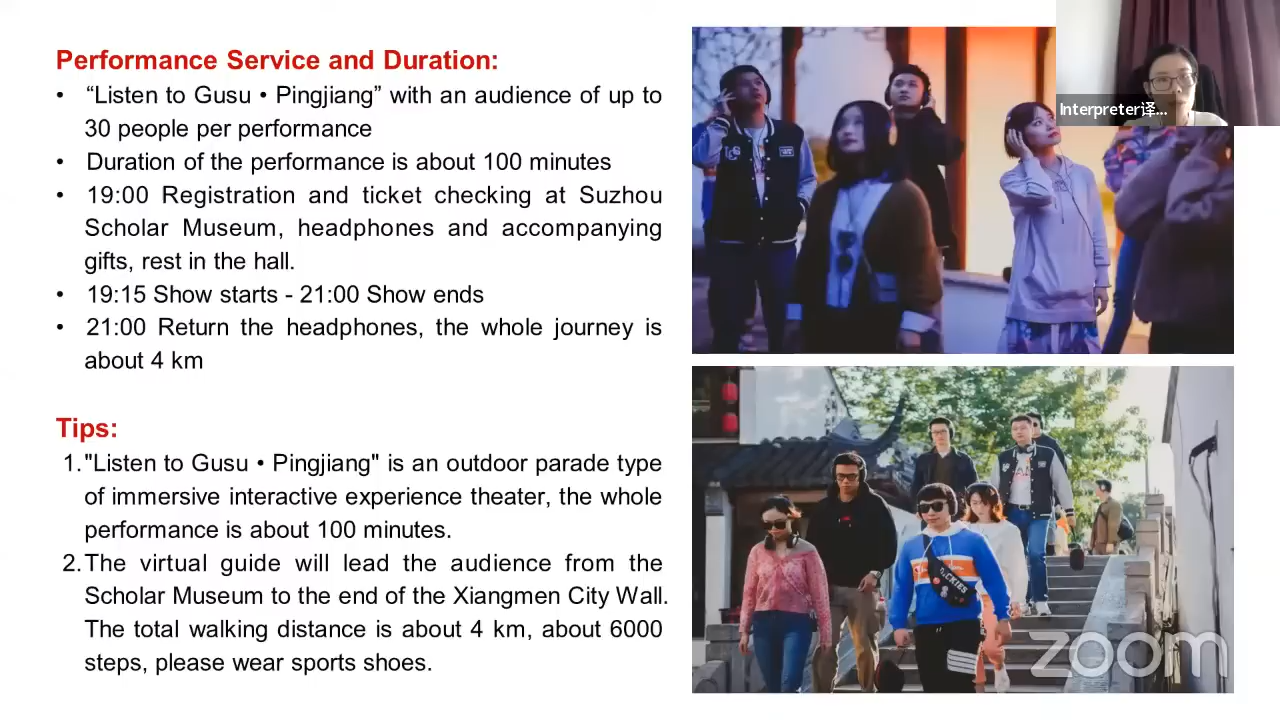 Performance Service and Duration:
• “Listen to Gusu • Pingjiang” with an audience of up to
30 people per performance
• Duration of the performance is about 100 minutes
• 19:00 Registration and ticket checking at Suzhou
Scholar Museum, headphones and accompanying
gifts, rest in the hall.
• 19:15 Show starts - 21:00 Show ends
• 21:00 Return the headphones, the whole journey is
about 4 km
Tips:
1. "Listen to Gusu • Pingjiang" is an outdoor parade type
of immersive interactive experience theater, the whole
performance is about 100 minutes.
2. The virtual guide will lead the audience from the
Scholar Museum to the end of the Xiangmen City Wall.
The total walking distance is about 4 km, about 6000
steps, please wear sports shoes.
Interpreter译...
DICKIES
zoom